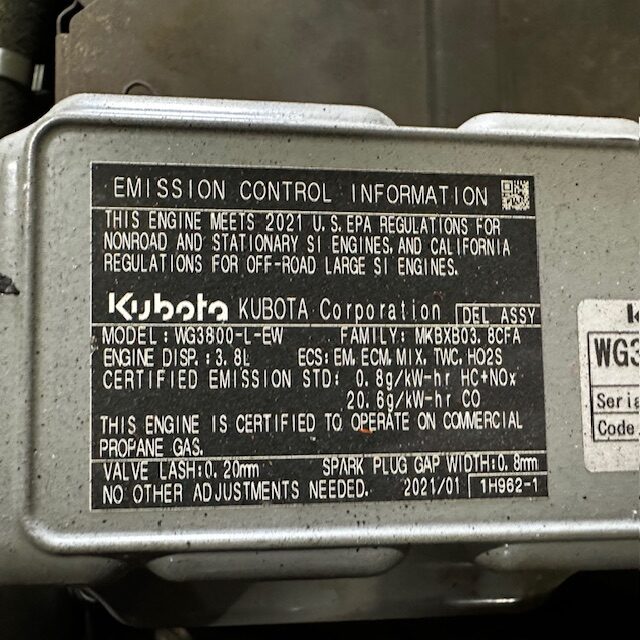 EMISSION CONTROL INFORMATION
THIS ENGINE MEETS 2021 U.S.EPA REGULATIONS FOR
NONROAD AND STATIONARY SI ENGINES, AND CALIFORNIA
REGULATIONS FOR OFF-ROAD LARGE SI ENGINES.
Kubota KUBOTA Corporation DEL ASSY
MODEL:WG3800-L-EW FAMILY: MKBXB03.8CFA
ENGINE DISP.:3.8L ECS:EM, ECM, MIX, TWC, HO2S
CERTIFIED EMISSION STD: 0.8g/kW-hr HC+NOx
20.6g/kW-hr CO
THIS ENGINE IS CERTIFIED TO OPERATE ON COMMERCIAL
PROPANE GAS.
VALVE LASH:0.20mm SPARK PLUG GAP WIDTH:0.8mm
NO OTHER ADJUSTMENTS NEEDED. 2021/01 1H962-1
WG3
Seria
Code.